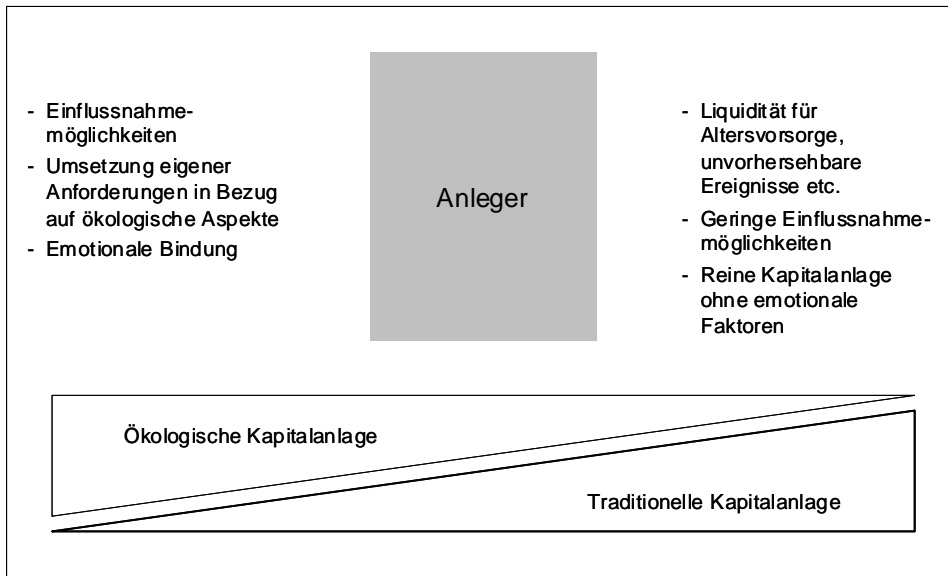 - Einflussnahme-
möglichkeiten
- Umsetzung eigener
Anforderungen in Bezug
auf ökologische Aspekte
- Emotionale Bindung
Anleger
- Liquidität für
Altersvorsorge,
unvorhersehbare
Ereignisse etc.
- Geringe Einflussnahme-
möglichkeiten
- Reine Kapitalanlage
ohne emotionale
Faktoren
Ökologische Kapitalanlage
Traditionelle Kapitalanlage